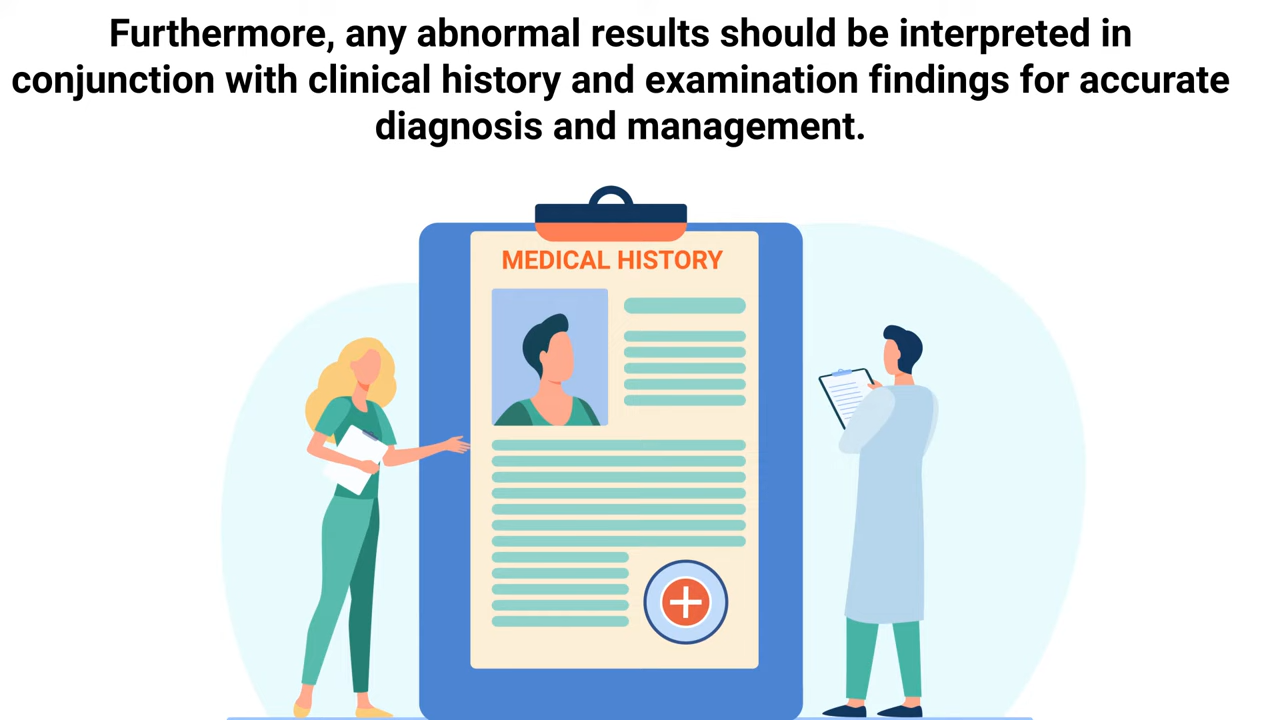 Furthermore, any abnormal results should be interpreted in
conjunction with clinical history and examination findings for accurate
diagnosis and management.
MEDICAL HISTORY